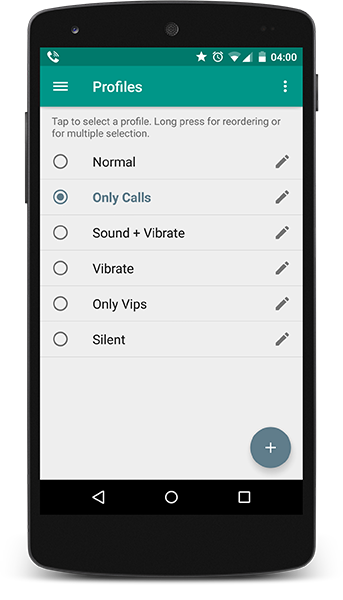 04:00
Profiles
Tap to select a profile. Long press for reordering or
for multiple selection.
Normal
Only Calls
Sound + Vibrate
Vibrate
Only Vips
Silent
+